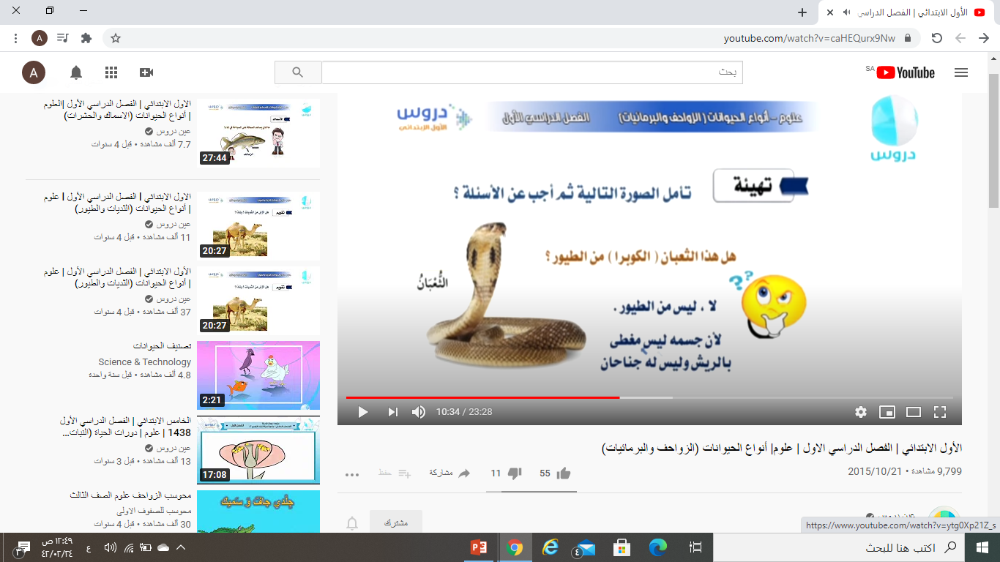 الأول الابتدائي | الفصل الدراسي
youtube.com/watch?v=caHEQurx9Nw
A
YouTube SA
بحث
A
علوم - أنواع الحيوانات ( الزواحف والبرمائيات) الفصل الدراسي الأول
دروس
الأول الابتدائي
دروس
تهيئة
تأمل الصورة التالية ثم أجب عن الأسئلة ؟
هل هذا الثعبان ( الكوبرا ) من الطيور ؟
الثُّعْبَانُ
لا ، ليس من الطيور .
لأن جسمه ليس مغطى
بالريش وليس له جناحان
10:34 / 23:28
الأول الابتدائي | الفصل الدراسي الاول | علوم| أنواع الحيوانات (الزواحف والبرمائيات)
9,799 مشاهدة • 2015/10/21
55
11
مشاركة
حفظ
مشترك
الاول الابتدائي | الفصل الدراسي الأول |العلوم
| أنواع الحيوانات (الاسماك والحشرات)
عين دروس
7.7 ألف مشاهدة • قبل 4 سنوات
27:44
الاول الابتدائي | الفصل الدراسي الأول | علوم
| أنواع الحيوانات (الثديات والطيور)
عين دروس
11 ألف مشاهدة • قبل 4 سنوات
20:27
الأول الابتدائي | الفصل الدراسي الأول | علوم
| أنواع الحيوانات (الثديات والطيور)
عين دروس
37 ألف مشاهدة • قبل 4 سنوات
20:27
تصنيف الحيوانات
Science & Technology
4.8 ألف مشاهدة • قبل سنة واحدة
2:21
الخامس الابتدائي | الفصل الدراسي الأول
1438 | علوم | دورات الحياة (النبات...
عين دروس
13 ألف مشاهدة • قبل 3 سنوات
17:08
محوسب الزواحف علوم الصف الثالث
محوسب للصفوف الاولى
30 ألف مشاهدة • قبل 4 سنوات
جِلْدي جافٌ وَ سَميك
https://www.youtube.com/watch?v=ytg0Xp21Z_s
اكتب هنا للبحث
٤
ع
١٢:٤٩ ص
٤٢/٠٢/٢٤
٣